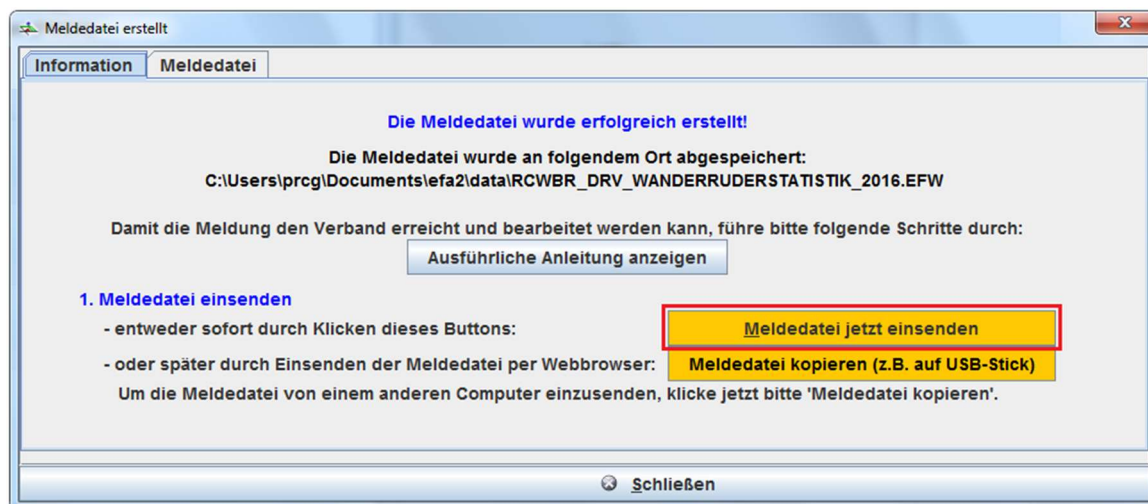 Meldedatei erstellt
Information Meldedatei
Die Meldedatei wurde erfolgreich erstellt!
Die Meldedatei wurde an folgendem Ort abgespeichert:
C:\Users\prcg\Documents\efa2\data\RCWBR_DRV_WANDERRUDERSTATISTIK_2016.EFW
Damit die Meldung den Verband erreicht und bearbeitet werden kann, führe bitte folgende Schritte durch:
Ausführliche Anleitung anzeigen
1. Meldedatei einsenden
- entweder sofort durch Klicken dieses Buttons: Meldedatei jetzt einsenden
- oder später durch Einsenden der Meldedatei per Webbrowser: Meldedatei kopieren (z.B. auf USB-Stick)
Um die Meldedatei von einem anderen Computer einzusenden, klicke jetzt bitte 'Meldedatei kopieren'.
Schließen